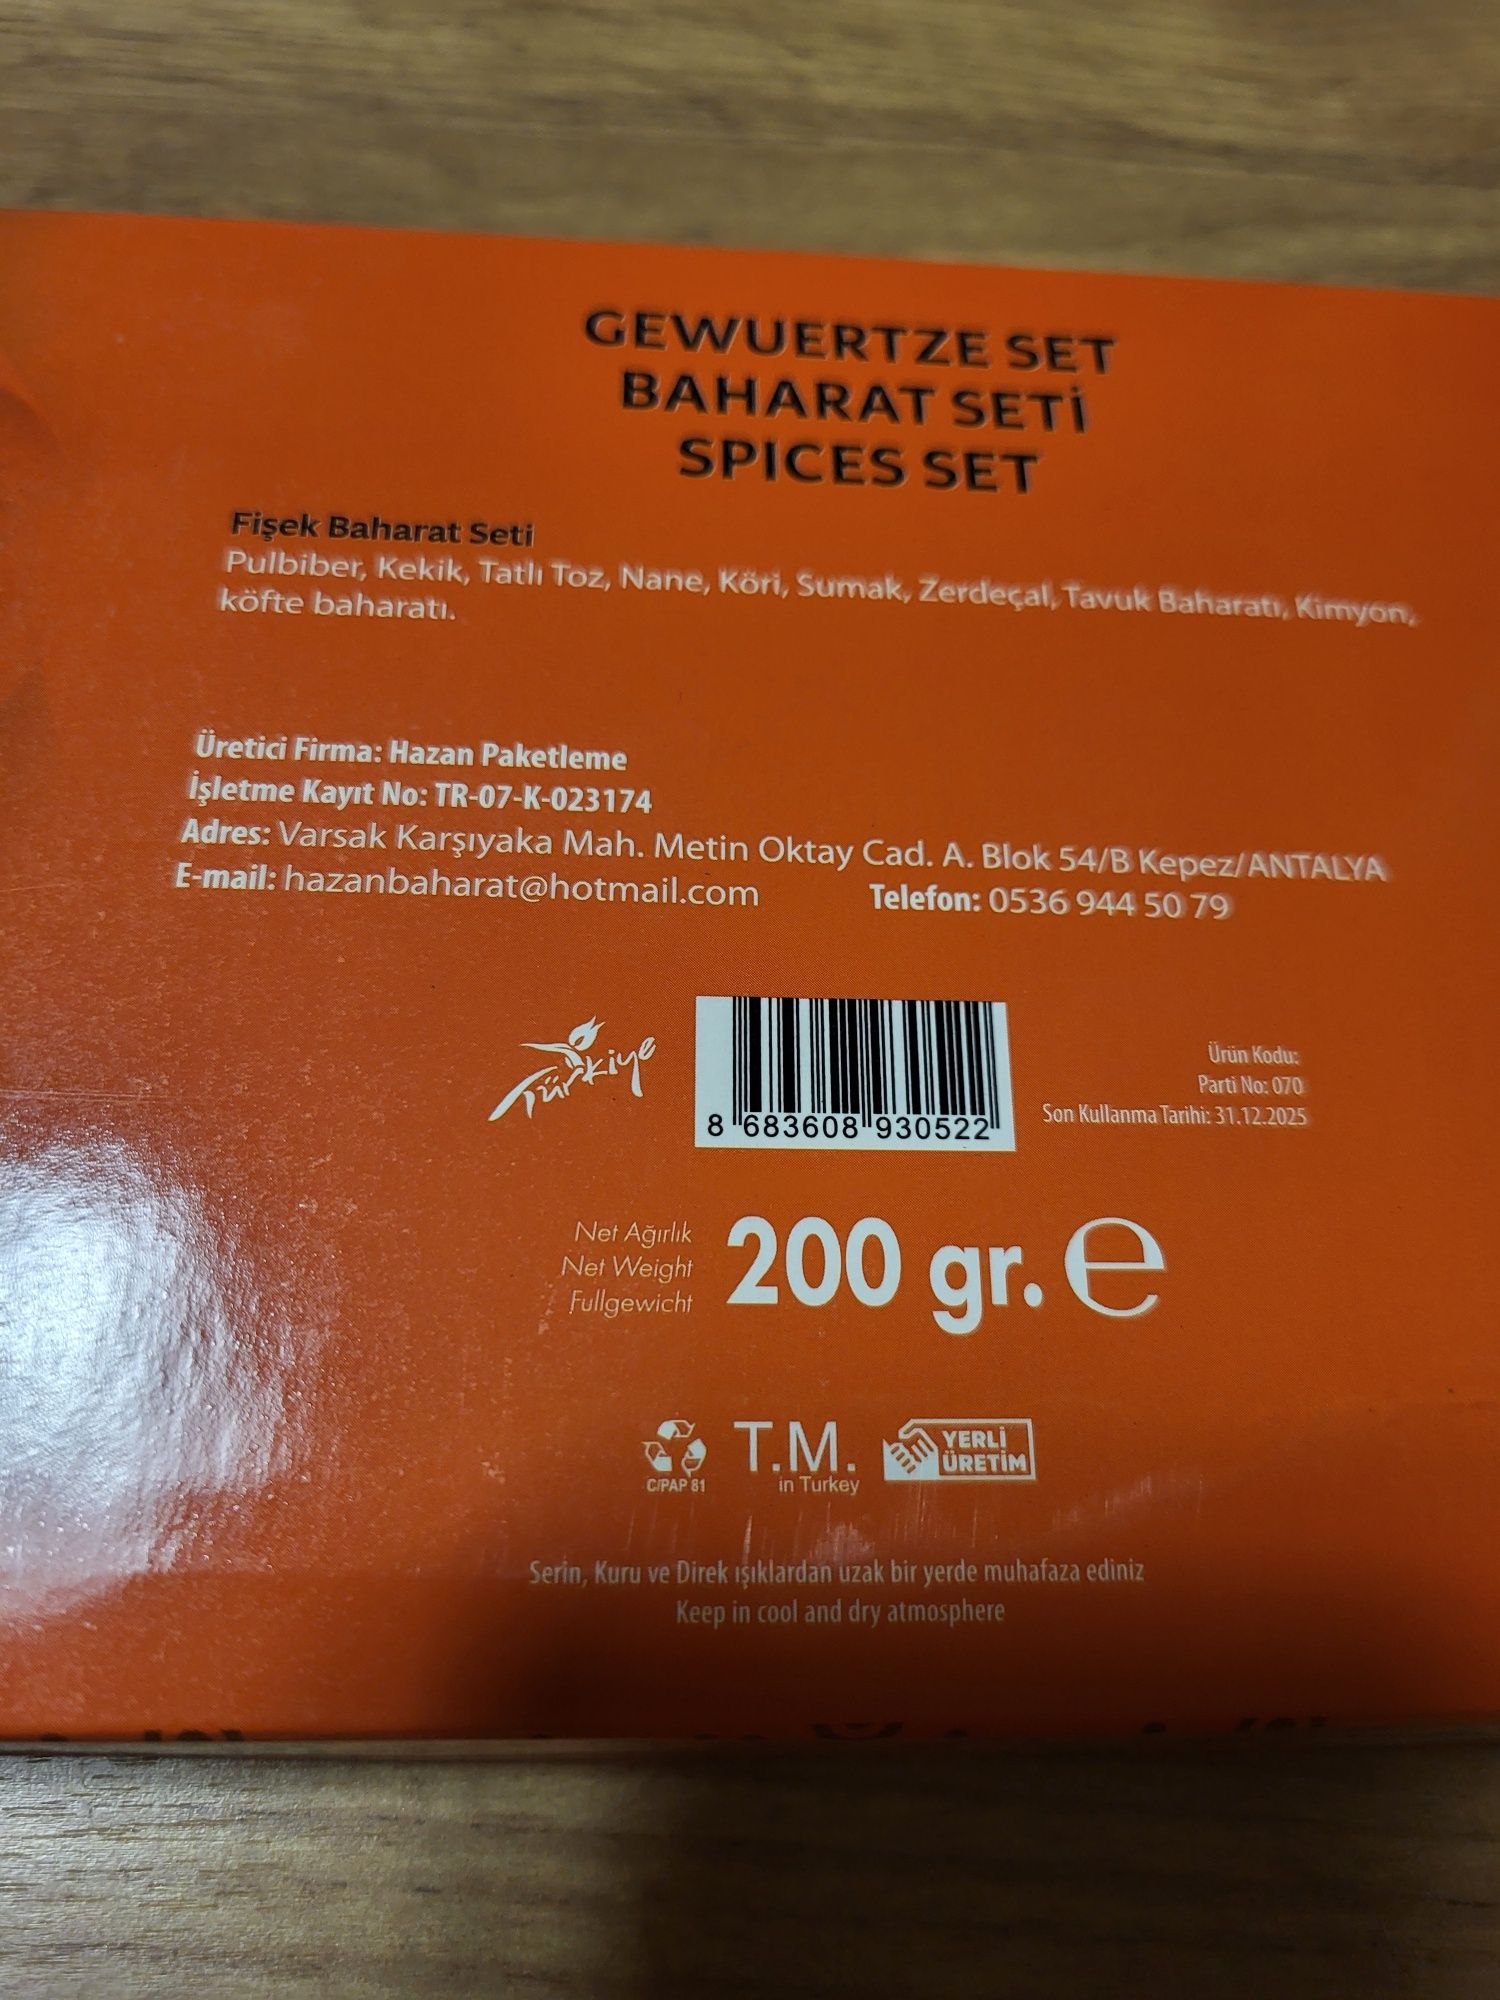 GEWUERTZE SET
BAHARAT SETİ
SPICES SET
Fişek Baharat Seti
Pulbiber, Kekik, Tatlı Toz, Nane, Köri, Sumak, Zerdeçal, Tavuk Baharatı, Kimyon,
köfte baharatı.
Üretici Firma: Hazan Paketleme
İşletme Kayıt No: TR-07-K-023174
Adres: Varsak Karşıyaka Mah. Metin Oktay Cad. A. Blok 54/B Kepez/ANTALYA
E-mail: hazanbaharat@hotmail.com Telefon: 0536 944 50 79
Türkiye
8 683608 930522
Ürün Kodu:
Parti No: 070
Son Kullanma Tarihi: 31.12.2025
Net Ağırlık
Net Weight
Fullgewicht
200 gr. e
C/PAP 81
T.M.
in Turkey
YERLİ
ÜRETİM
Serin, Kuru ve Direk ışıklardan uzak bir yerde muhafaza ediniz
Keep in cool and dry atmosphere